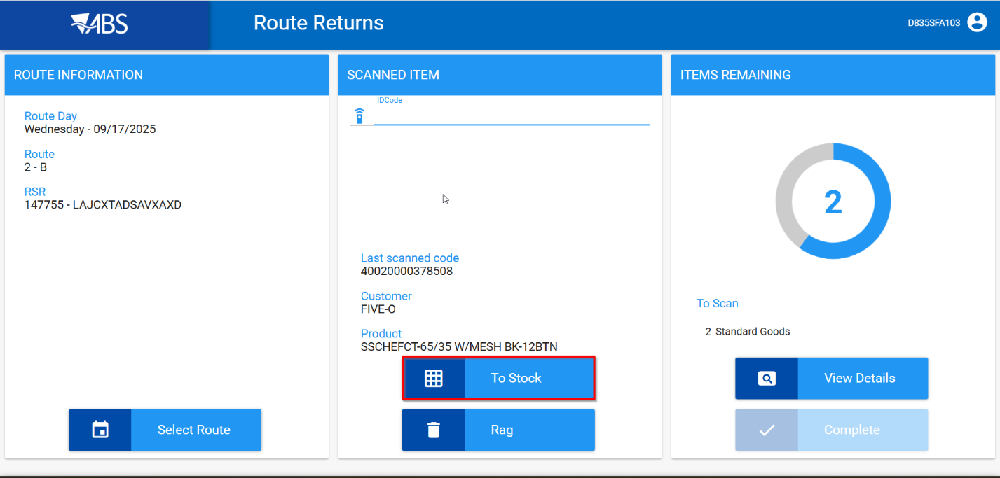 ABS
Route Returns
D835SFA103
ROUTE INFORMATION
Route Day
Wednesday - 09/17/2025
Route
2 - B
RSR
147755 - LAJCXTADSAVXAXD
Select Route
SCANNED ITEM
IDCode
Last scanned code
40020000378508
Customer
FIVE-O
Product
SSCHEFCT-65/35 W/MESH BK-12BTN
To Stock
Rag
ITEMS REMAINING
2
To Scan
2 Standard Goods
View Details
Complete